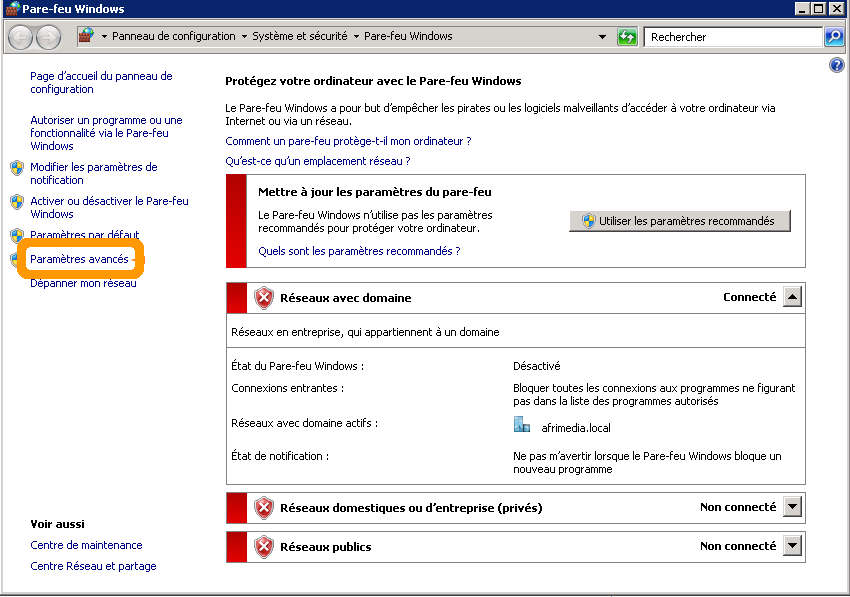 Pare-feu Windows
Panneau de configuration
Système et sécurité
Pare-feu Windows
Rechercher
Page d'accueil du panneau de
configuration
Autoriser un programme ou une
fonctionnalité via le Pare-feu
Windows
Modifier les paramètres de
notification
Activer ou désactiver le Pare-feu
Windows
Paramètres par défaut
Paramètres avancés
Dépanner mon réseau
Voir aussi
Centre de maintenance
Centre Réseau et partage
Protégez votre ordinateur avec le Pare-feu Windows
Le Pare-feu Windows a pour but d'empêcher les pirates ou les logiciels malveillants d'accéder à votre ordinateur via
Internet ou via un réseau.
Comment un pare-feu protège-t-il mon ordinateur ?
Qu'est-ce qu'un emplacement réseau ?
Mettre à jour les paramètres du pare-feu
Le Pare-feu Windows n'utilise pas les paramètres
recommandés pour protéger votre ordinateur.
Utiliser les paramètres recommandés
Quels sont les paramètres recommandés ?
Réseaux avec domaine
Connecté
Réseaux en entreprise, qui appartiennent à un domaine
État du Pare-feu Windows :
Désactivé
Connexions entrantes :
Bloquer toutes les connexions aux programmes ne figurant
pas dans la liste des programmes autorisés
Réseaux avec domaine actifs :
afrimedia.local
État de notification :
Ne pas m'avertir lorsque le Pare-feu Windows bloque un
nouveau programme
Réseaux domestiques ou d'entreprise (privés)
Non connecté
Réseaux publics
Non connecté